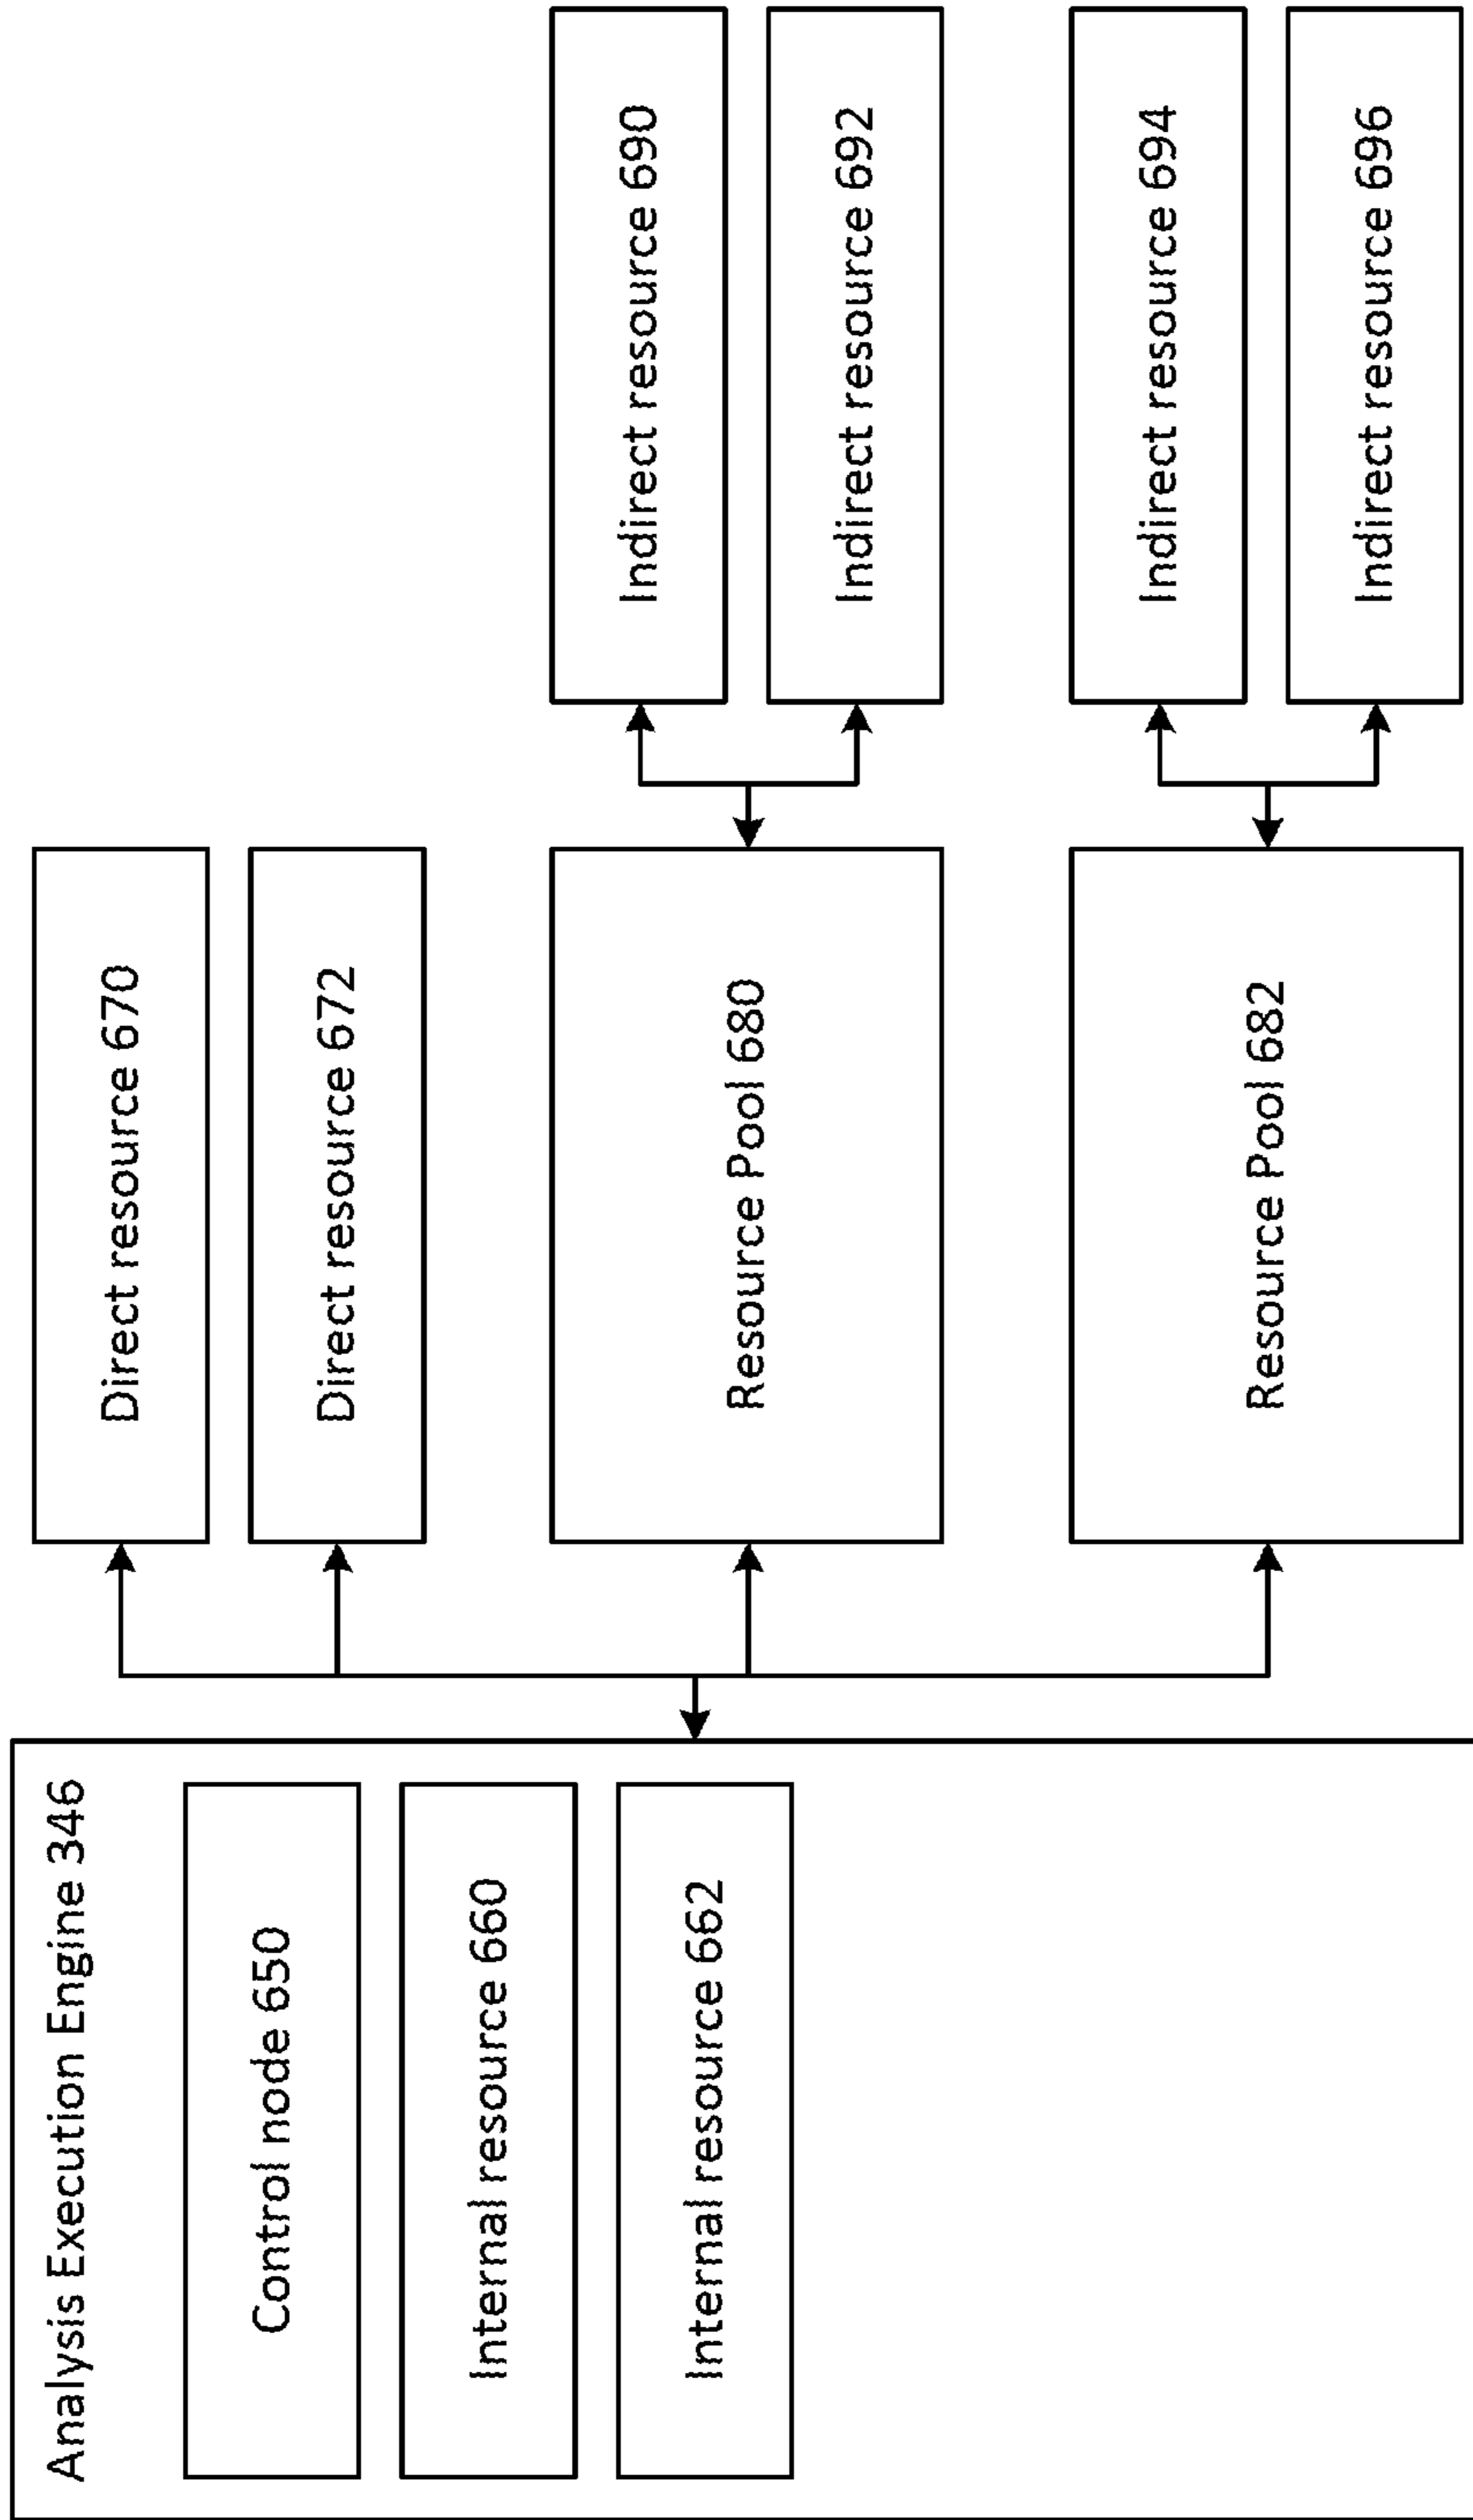 Analysis Execution Engine 346
Control node 650
Internal resource 660
Internal resource 662
Direct resource 670
Direct resource 672
Resource Pool 680
Resource Pool 682
Indirect resource 690
Indirect resource 692
Indirect resource 694
Indirect resource 696